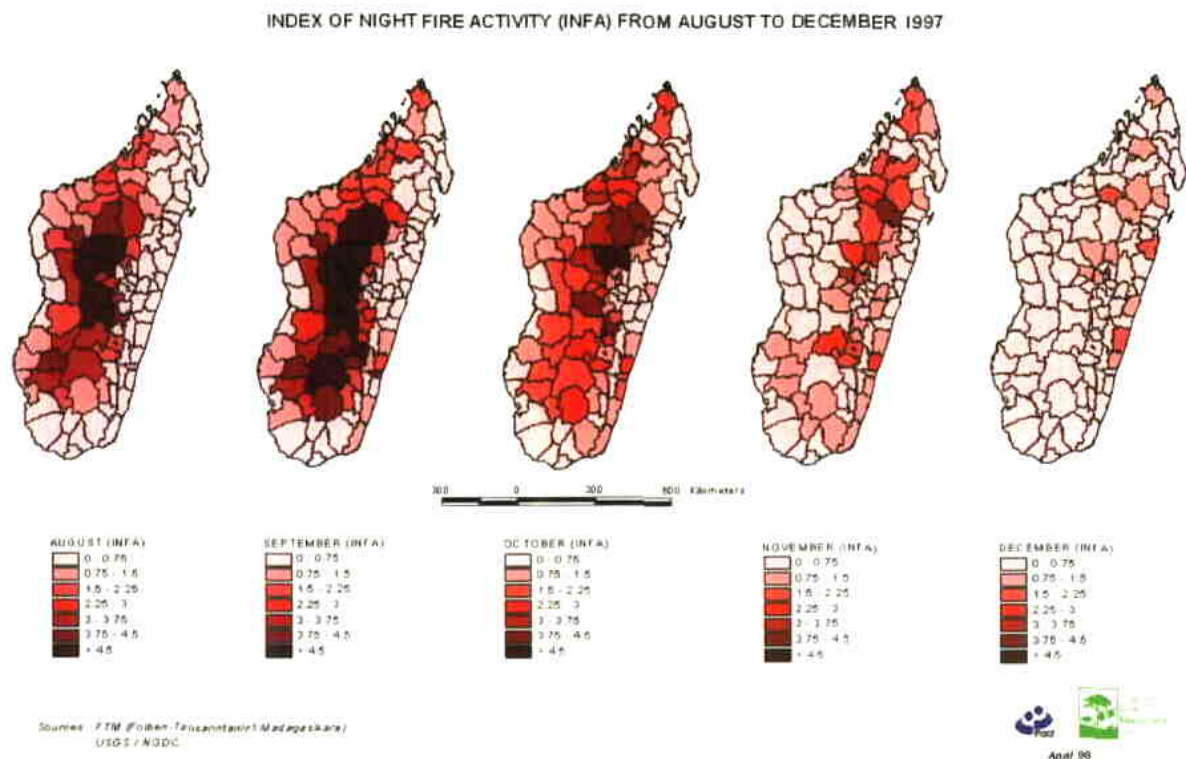 INDEX OF NIGHT FIRE ACTIVITY (INFA) FROM AUGUST TO DECEMBER 1997
300 0 300 600 Kilometers
AUGUST (INFA)
0 - 0.75
0.75 - 1.5
1.5 - 2.25
2.25 - 3
3 - 3.75
3.75 - 4.5
> 4.5
SEPTEMBER (INFA)
0 - 0.75
0.75 - 1.5
1.5 - 2.25
2.25 - 3
3 - 3.75
3.75 - 4.5
> 4.5
OCTOBER (INFA)
0 - 0.75
0.75 - 1.5
1.5 - 2.25
2.25 - 3
3 - 3.75
3.75 - 4.5
> 4.5
NOVEMBER (INFA)
0 - 0.75
0.75 - 1.5
1.5 - 2.25
2.25 - 3
3 - 3.75
3.75 - 4.5
> 4.5
DECEMBER (INFA)
0 - 0.75
0.75 - 1.5
1.5 - 2.25
2.25 - 3
3 - 3.75
3.75 - 4.5
> 4.5
Sources : FTM
USGS / NGDC
98